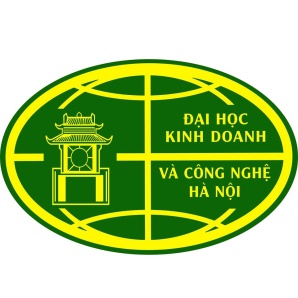 ĐẠI HỌC
KINH DOANH
VÀ CÔNG NGHỆ
HÀ NỘI